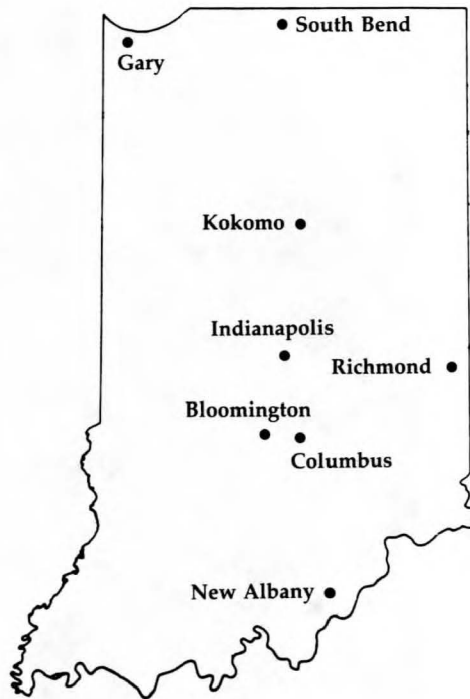 South Bend
Gary
Kokomo
Indianapolis
Richmond
Bloomington
Columbus
New Albany